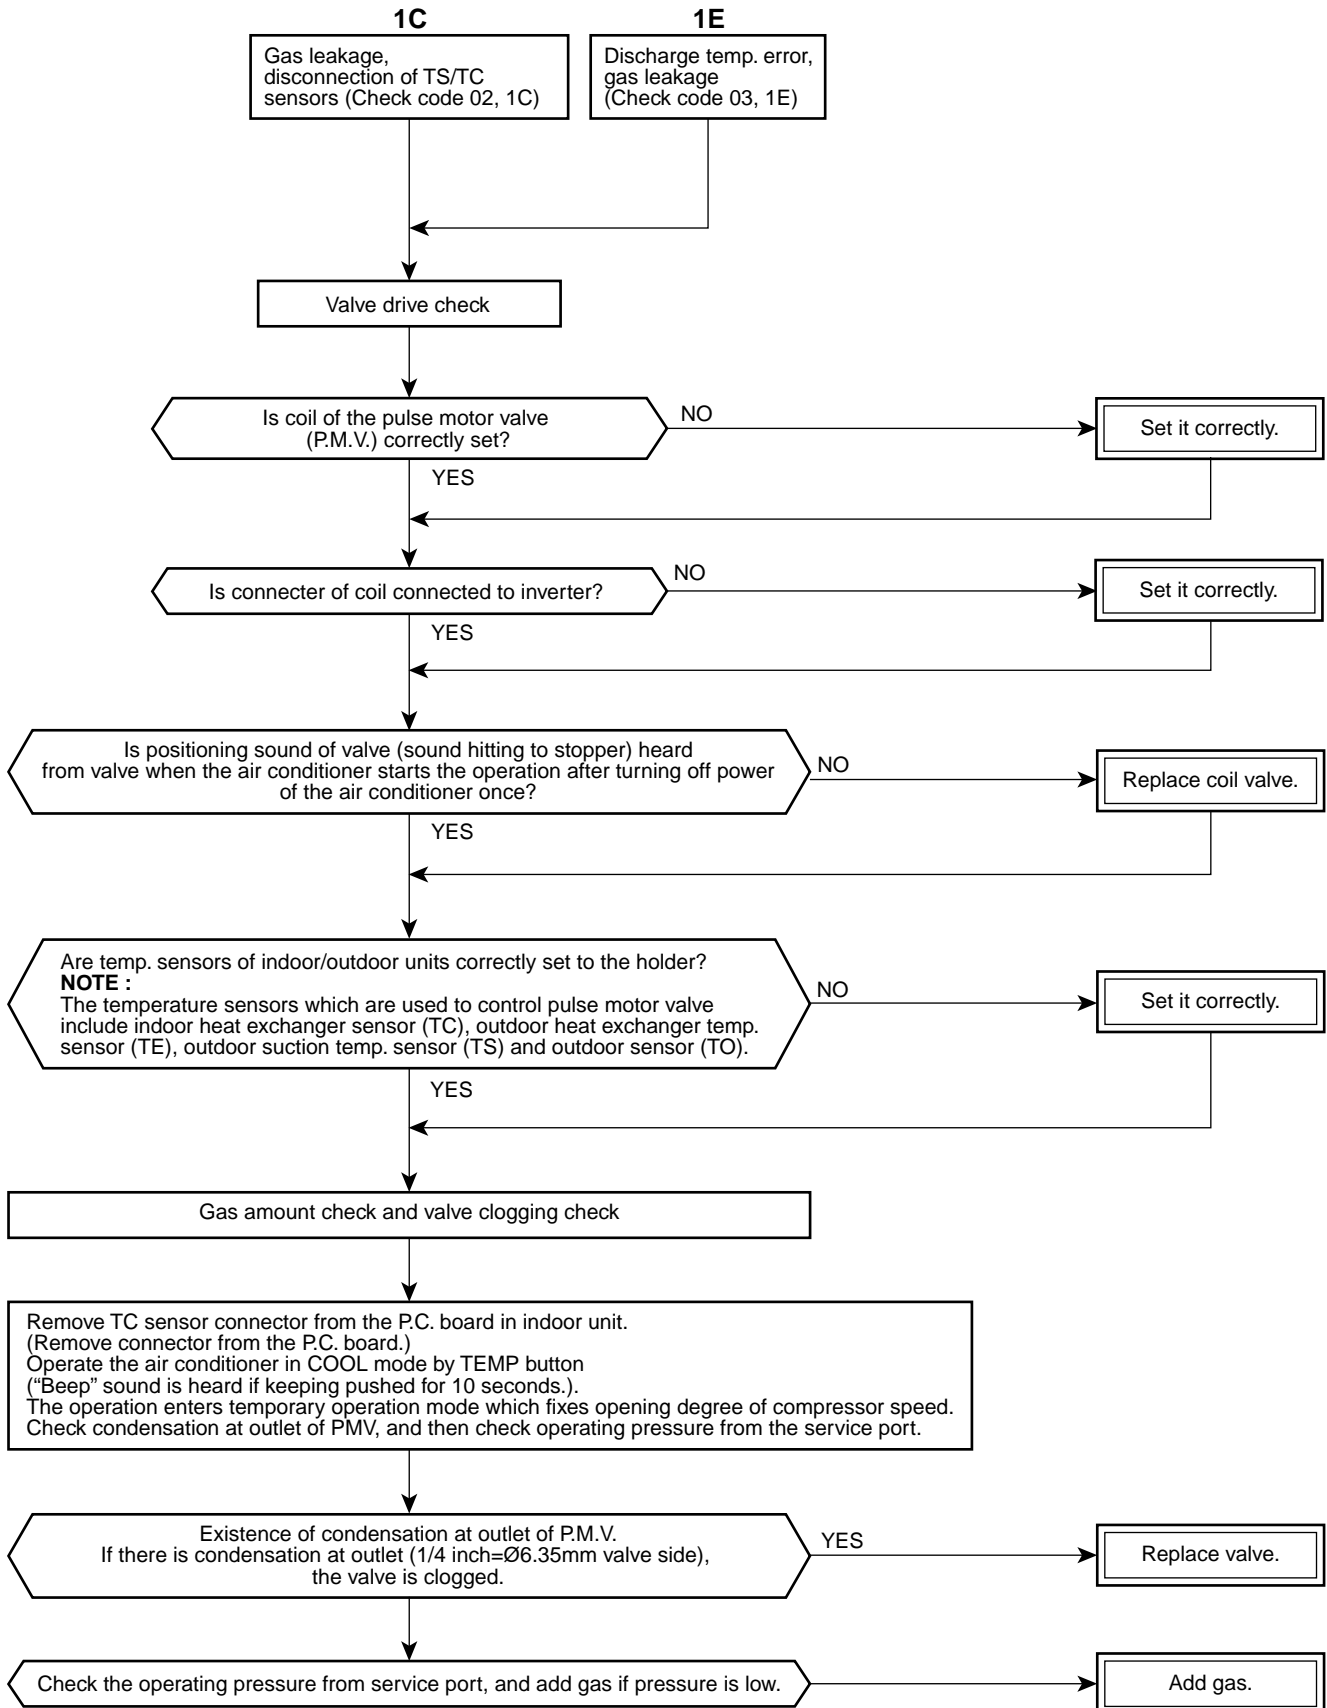 1C
Gas leakage,
disconnection of TS/TC
sensors (Check code 02, 1C)
1E
Discharge temp. error,
gas leakage
(Check code 03, 1E)
Valve drive check
Is coil of the pulse motor valve
(P.M.V.) correctly set?
NO
Set it correctly.
YES
Is connecter of coil connected to inverter?
NO
Set it correctly.
YES
Is positioning sound of valve (sound hitting to stopper) heard
from valve when the air conditioner starts the operation after turning off power
of the air conditioner once?
NO
Replace coil valve.
YES
Are temp. sensors of indoor/outdoor units correctly set to the holder?
NOTE :
The temperature sensors which are used to control pulse motor valve
include indoor heat exchanger sensor (TC), outdoor heat exchanger temp.
sensor (TE), outdoor suction temp. sensor (TS) and outdoor sensor (TO).
NO
Set it correctly.
YES
Gas amount check and valve clogging check
Remove TC sensor connector from the P.C. board in indoor unit.
(Remove connector from the P.C. board.)
Operate the air conditioner in COOL mode by TEMP button
(“Beep” sound is heard if keeping pushed for 10 seconds.).
The operation enters temporary operation mode which fixes opening degree of compressor speed.
Check condensation at outlet of PMV, and then check operating pressure from the service port.
Existence of condensation at outlet of P.M.V.
If there is condensation at outlet (1/4 inch=Ø6.35mm valve side),
the valve is clogged.
YES
Replace valve.
Check the operating pressure from service port, and add gas if pressure is low.
Add gas.